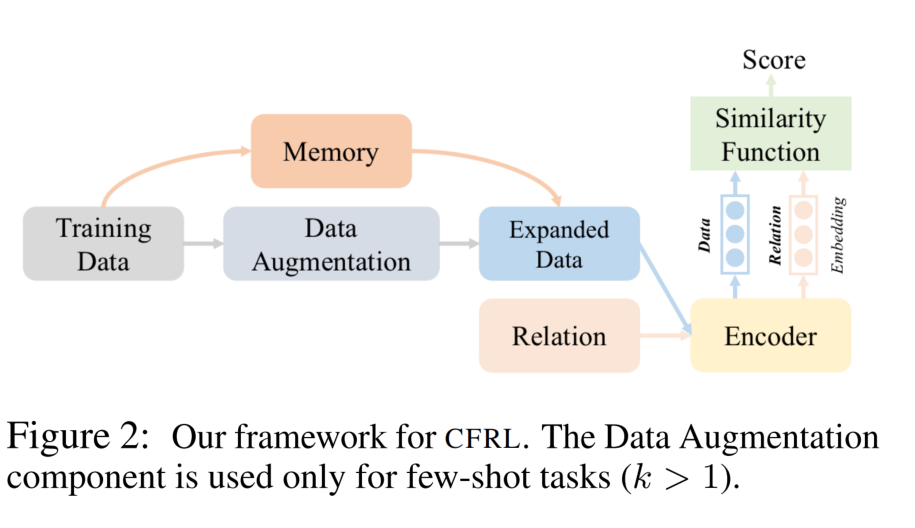 Score
Similarity
Function
Memory
Training
Data
Data
Augmentation
Expanded
Data
Data
Relation
Embedding
Relation
Encoder
Figure 2: Our framework for CFRL. The Data Augmentation
component is used only for few-shot tasks (k > 1).